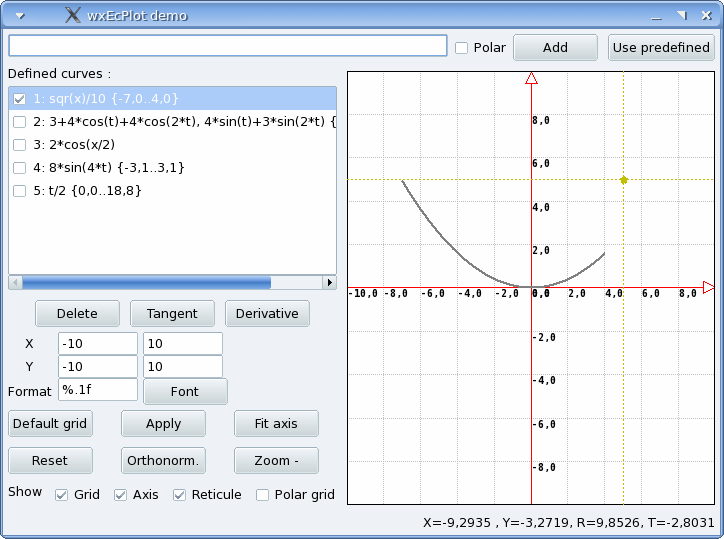 wxEcPlot demo
Polar Add Use predefined
Defined curves :
1: sqr(x)/10 {-7,0..4,0}
2: 3+4*cos(t)+4*cos(2*t), 4*sin(t)+3*sin(2*t) {
3: 2*cos(x/2)
4: 8*sin(4*t) {-3,1..3,1}
5: t/2 {0,0..18,8}
Delete Tangent Derivative
X -10 10
Y -10 10
Format %.1f Font
Default grid Apply Fit axis
Reset Orthonorm. Zoom -
Show Grid Axis Reticule Polar grid
8,0
6,0
4,0
2,0
-10,0 -8,0 -6,0 -4,0 -2,0 0,0 2,0 4,0 6,0 8,0
-2,0
-4,0
-6,0
-8,0
X=-9,2935 , Y=-3,2719, R=9,8526, T=-2,8031